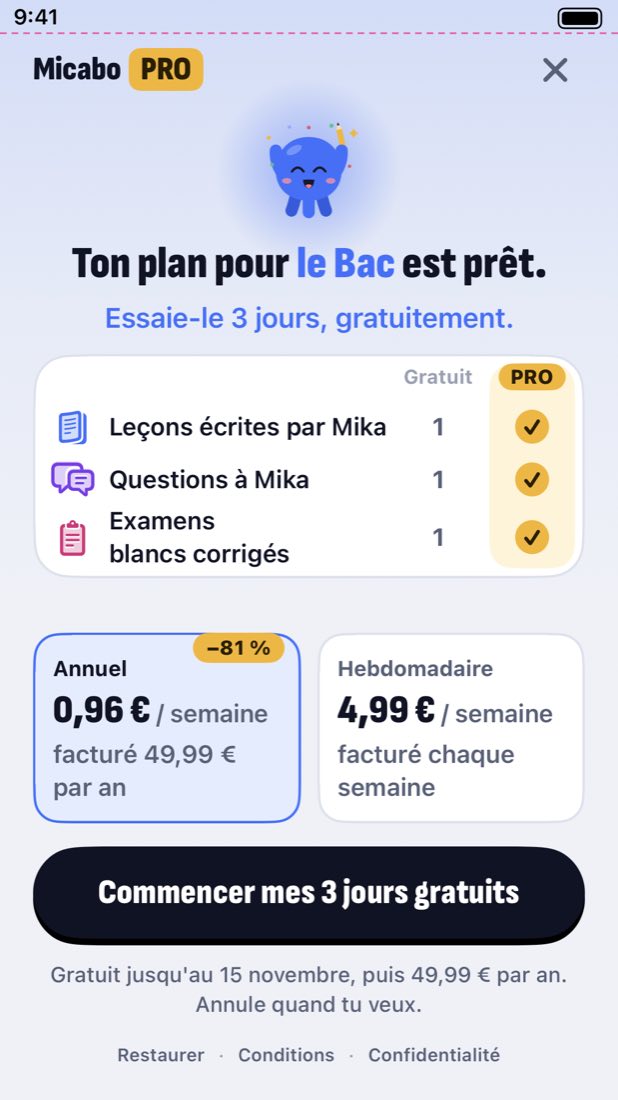 9:41
Micabo PRO
Ton plan pour le Bac est prêt.
Essaie-le 3 jours, gratuitement.
Gratuit PRO
Leçons écrites par Mika 1
Questions à Mika 1
Examens
blancs corrigés 1
−81 %
Annuel
0,96 € / semaine
facturé 49,99 €
par an
Hebdomadaire
4,99 € / semaine
facturé chaque
semaine
Commencer mes 3 jours gratuits
Gratuit jusqu'au 15 novembre, puis 49,99 € par an.
Annule quand tu veux.
Restaurer · Conditions · Confidentialité